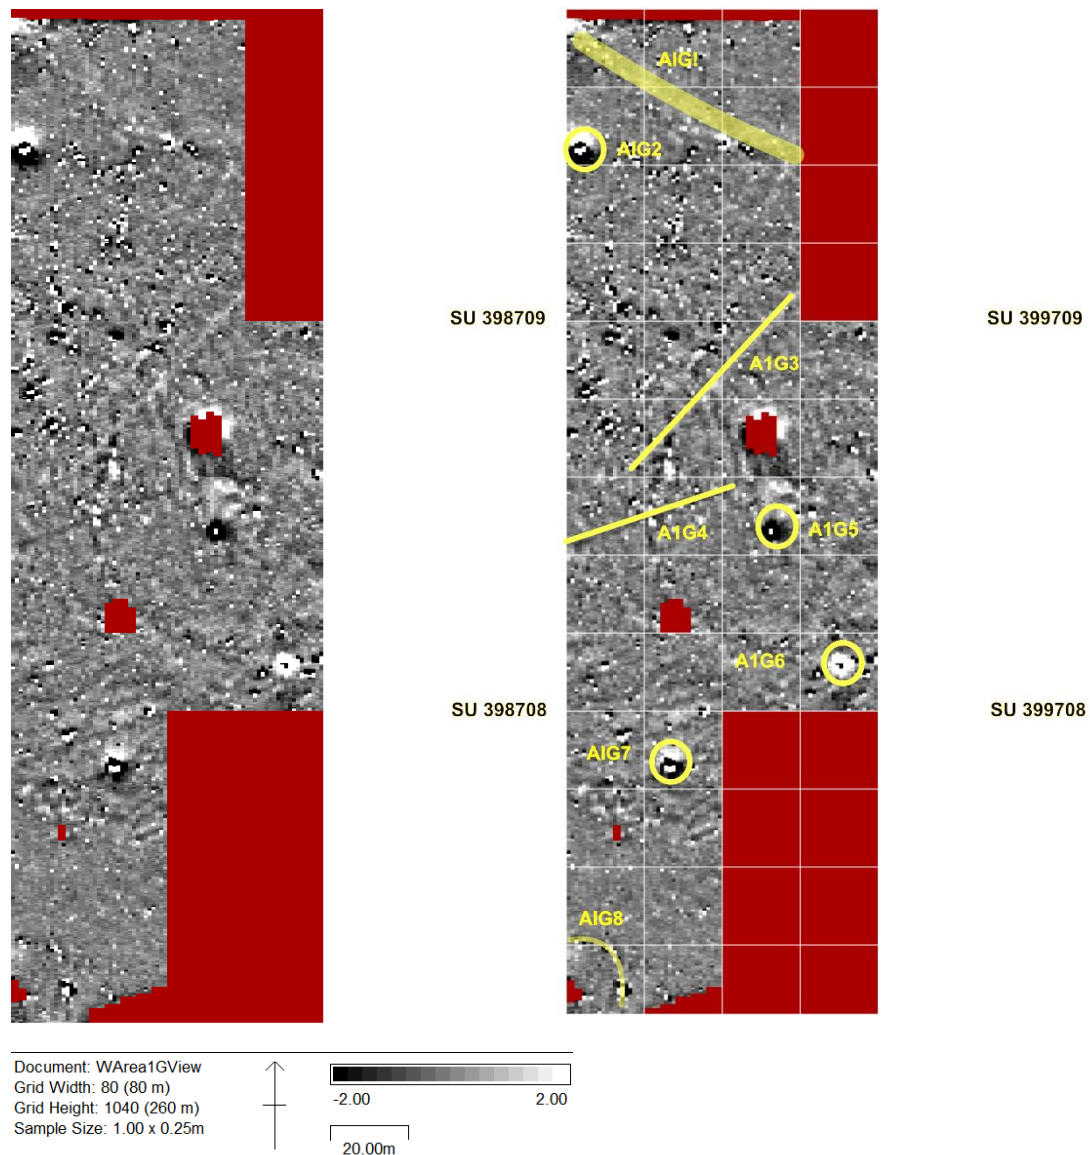 AIG!
AIG2
SU 398709
SU 399709
A1G3
A1G4
A1G5
A1G6
SU 398708
SU 399708
AIG7
AIG8
Document: WArea1GView
Grid Width: 80 (80 m)
Grid Height: 1040 (260 m)
Sample Size: 1.00 x 0.25m
-2.00
2.00
20.00m